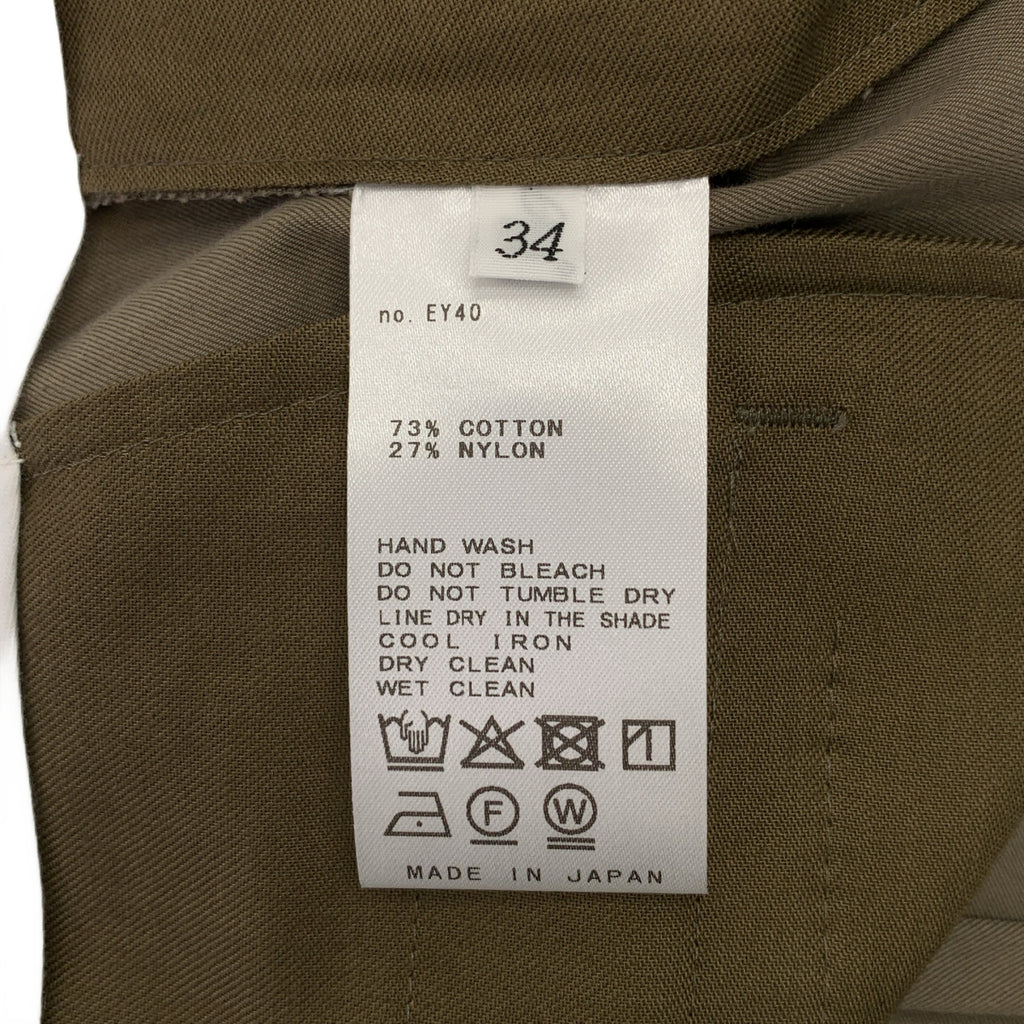 34
no. EY40
73% COTTON
27% NYLON
HAND WASH
DO NOT BLEACH
DO NOT TUMBLE DRY
LINE DRY IN THE SHADE
COOL IRON
DRY CLEAN
WET CLEAN
F W
MADE IN JAPAN